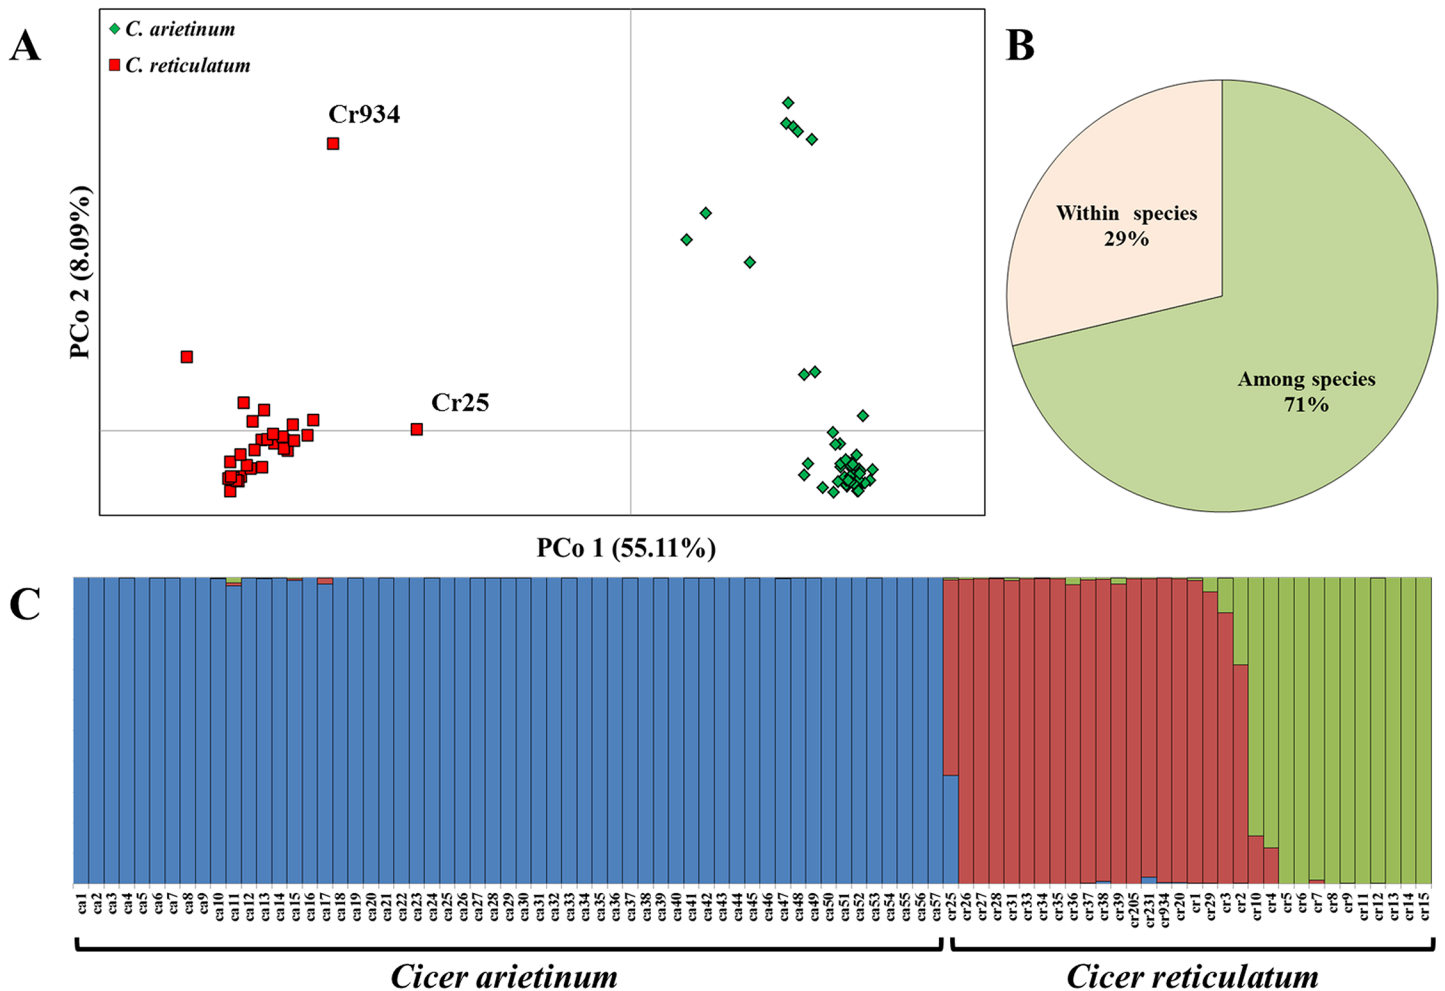 A
C. arietinum
C. reticulatum
Cr934
Cr25
PCo 2 (8.09%)
PCo 1 (55.11%)
B
Within species
29%
Among species
71%
C
ca1 ca2 ca3 ca4 ca5 ca6 ca7 ca8 ca9 ca10 ca11 ca12 ca13 ca14 ca15 ca16 ca17 ca18 ca19 ca20 ca21 ca22 ca23 ca24 ca25 ca26 ca27 ca28 ca29 ca30 ca31 ca32 ca33 ca34 ca35 ca36 ca37 ca38 ca39 ca40 ca41 ca42 ca43 ca44 ca45 ca46 ca47 ca48 ca49 ca50 ca51 ca52 ca53 ca54 ca55 ca56 ca57 cr25 cr26 cr27 cr28 cr31 cr33 cr34 cr35 cr36 cr37 cr38 cr39 cr205 cr231 cr934 cr20 cr1 cr29 cr3 cr2 cr10 cr4 cr5 cr6 cr7 cr8 cr9 cr11 cr12 cr13 cr14 cr15
Cicer arietinum
Cicer reticulatum